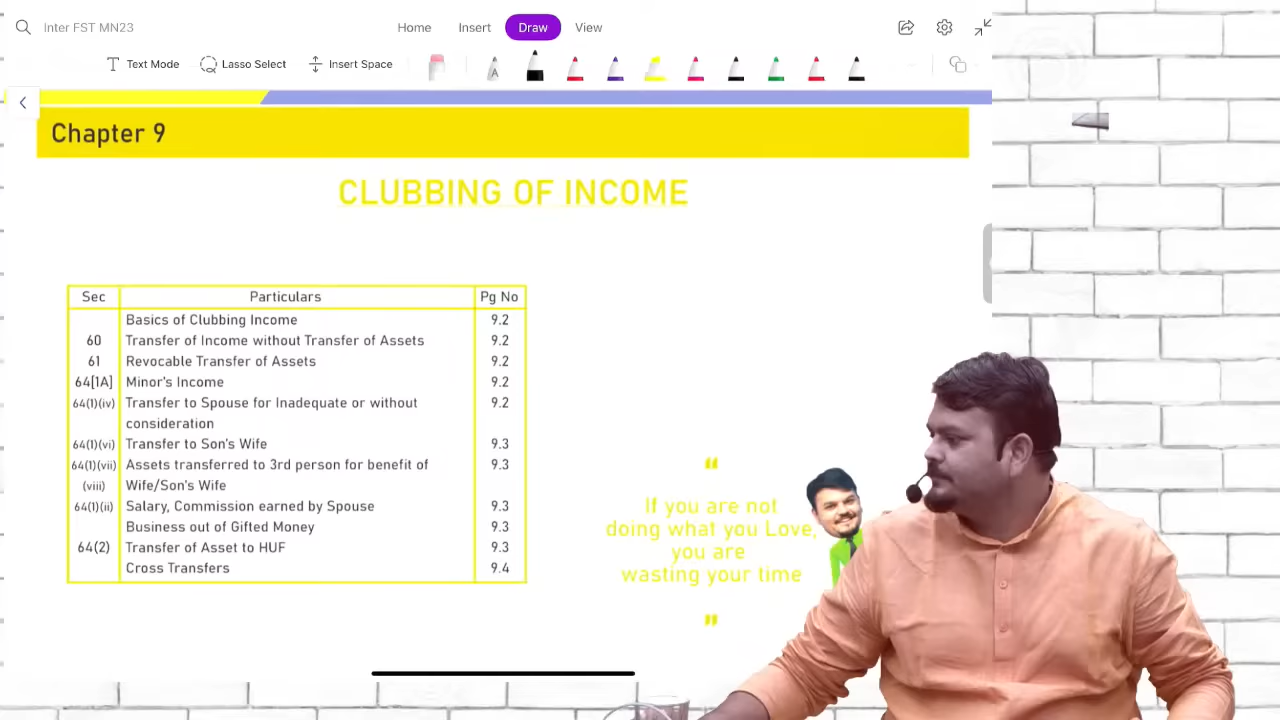 Inter FST MN23
Home Insert Draw View
Text Mode Lasso Select Insert Space
A
Chapter 9
CLUBBING OF INCOME
Sec Particulars Pg No
Basics of Clubbing Income 9.2
60 Transfer of Income without Transfer of Assets 9.2
61 Revocable Transfer of Assets 9.2
64[1A] Minor's Income 9.2
64(1)(iv) Transfer to Spouse for Inadequate or without 9.2
consideration
64(1)(vi) Transfer to Son's Wife 9.3
64(1)(vii) Assets transferred to 3rd person for benefit of 9.3
(viii) Wife/Son's Wife
64(1)(ii) Salary, Commission earned by Spouse 9.3
Business out of Gifted Money 9.3
64(2) Transfer of Asset to HUF 9.3
Cross Transfers 9.4
"
If you are not
doing what you Love,
you are
wasting your time
"